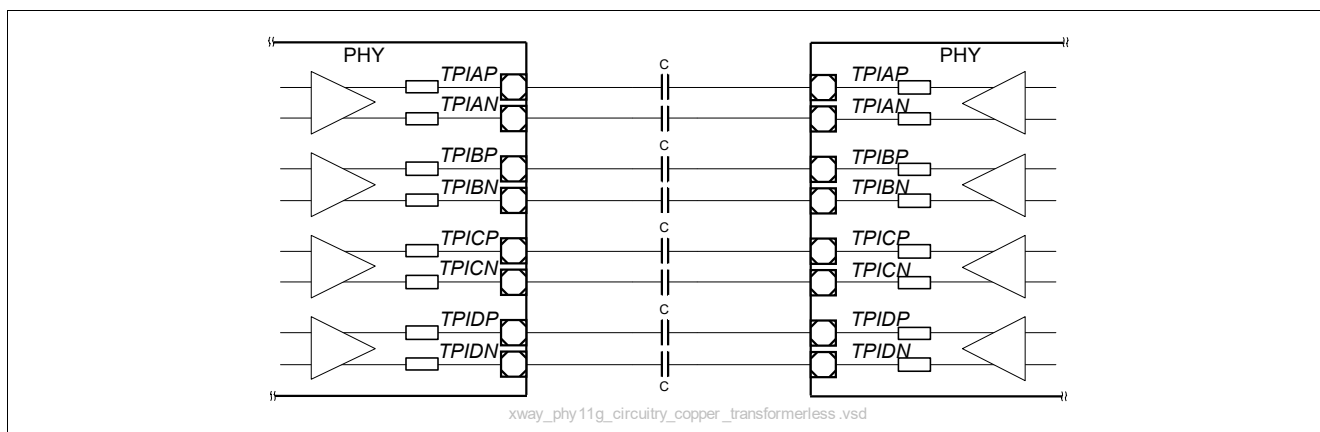 PHY PHY
C
TPIAP TPIAP
TPIAN TPIAN
C
TPIBP TPIBP
TPIBN TPIBN
C
TPICP TPICP
TPICN TPICN
C
TPIDP TPIDP
TPIDN TPIDN
C
xway_phy11g_circuitry_copper_transformerless.vsd